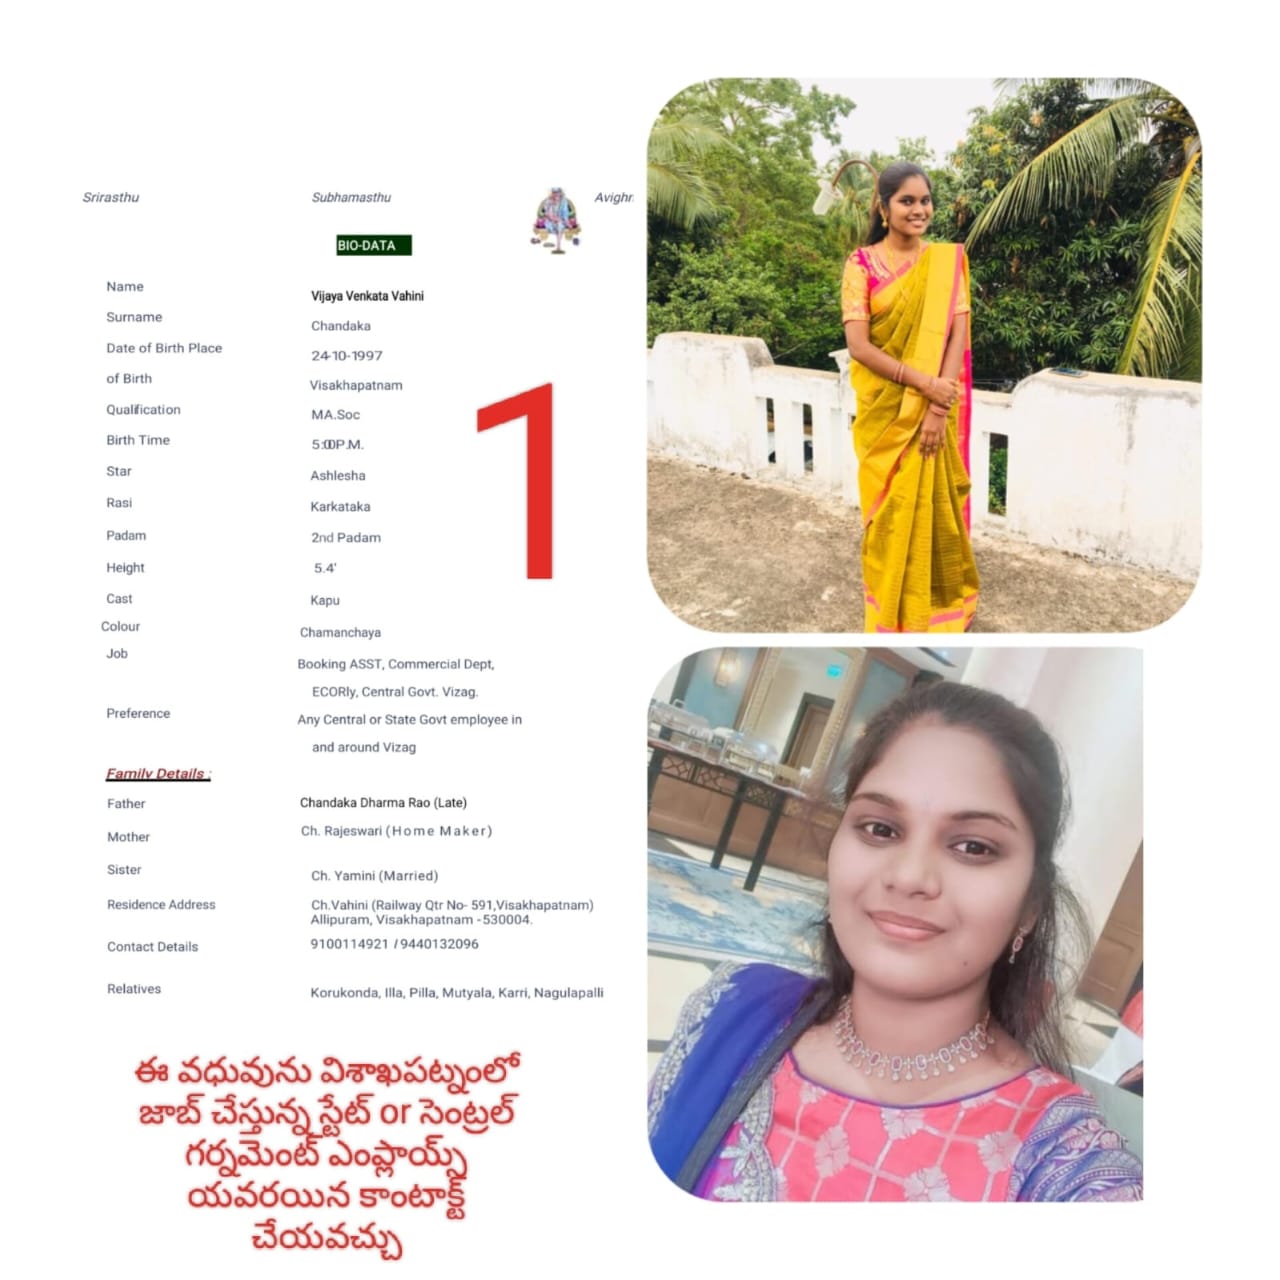 Srirasthu Subhamasthu
BIO-DATA
Name Vijaya Venkata Vahini
Surname Chandaka
Date of Birth Place 24-10-1997
of Birth Visakhapatnam
Qualification MA.Soc
Birth Time 5:00P.M.
Star Ashlesha
Rasi Karkataka
Padam 2nd Padam
Height 5.4'
Cast Kapu
Colour Chamanchaya
Job Booking ASST, Commercial Dept,
ECORly, Central Govt. Vizag.
Preference Any Central or State Govt employee in
and around Vizag
1
Family Details :
Father Chandaka Dharma Rao (Late)
Mother Ch. Rajeswari (Home Maker)
Sister Ch. Yamini (Married)
Residence Address Ch.Vahini (Railway Qtr No- 591,Visakhapatnam)
Allipuram, Visakhapatnam -530004.
Contact Details 9100114921 /9440132096
Relatives Korukonda, Illa, Pilla, Mutyala, Karri, Nagulapalli
ఈ వధువును విశాఖపట్నంలో
జాబ్ చేస్తున్న స్టేట్ or సెంట్రల్
గర్నమెంట్ ఎంప్లాయ్స్
యవరయిన కాంటాక్ట్
చేయవచ్చు